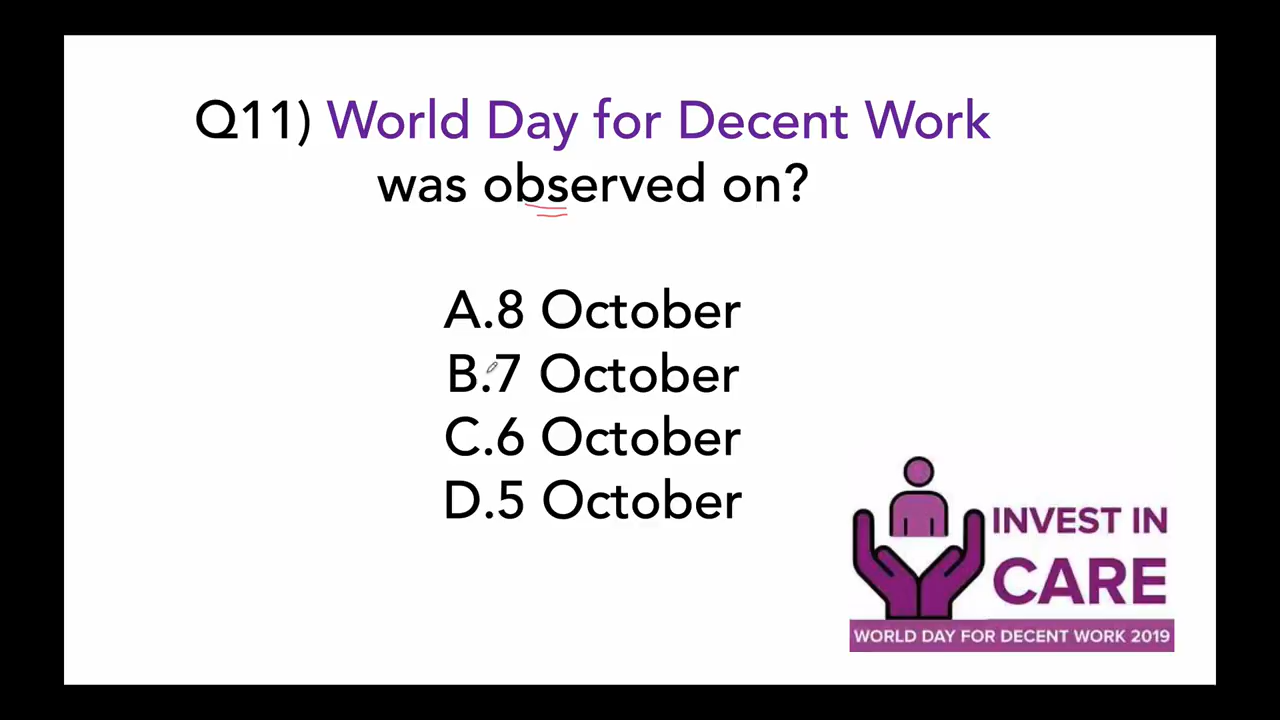 Q11) World Day for Decent Work
was observed on?
A.8 October
B.7 October
C.6 October
D.5 October
INVEST IN
CARE
WORLD DAY FOR DECENT WORK 2019